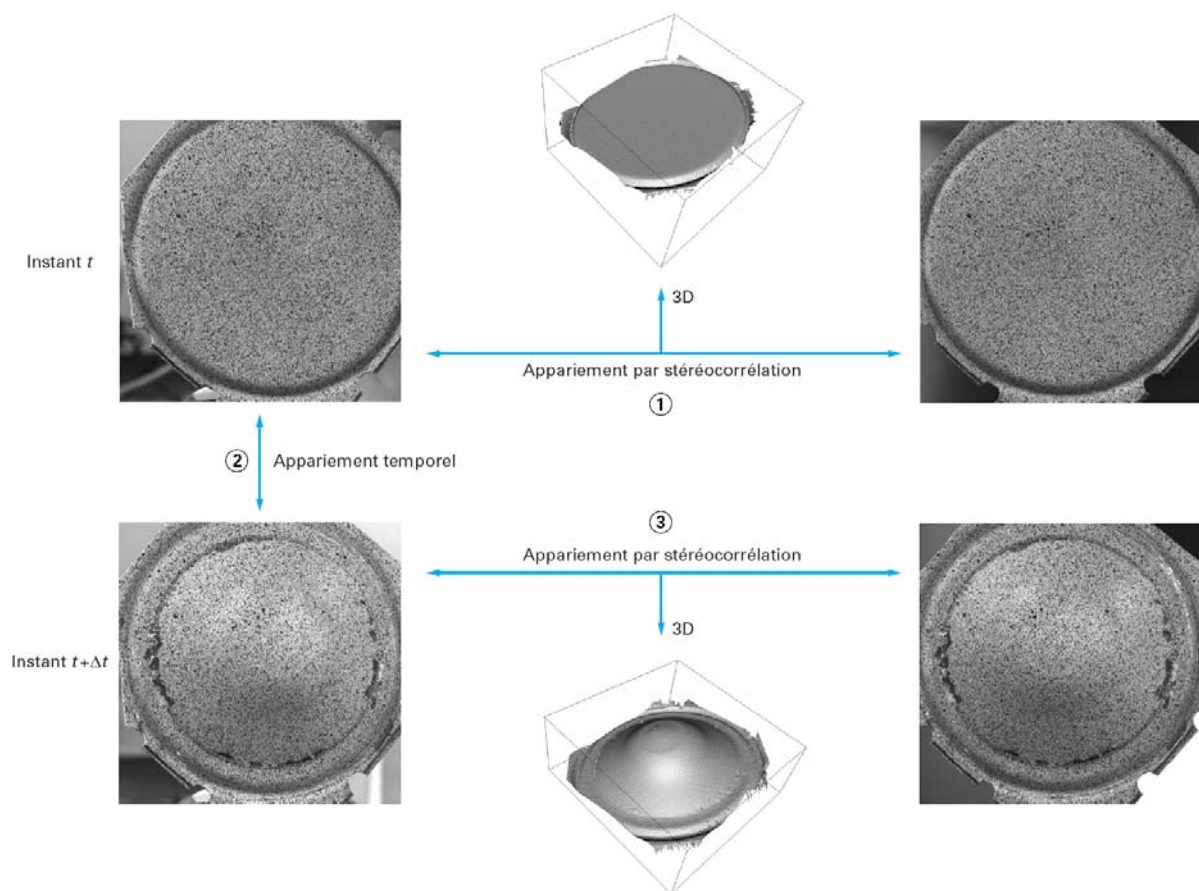 Instant t
3D
Appariement par stéréocorrélation
1
2
Appariement temporel
3
Appariement par stéréocorrélation
3D
Instant t+Δt